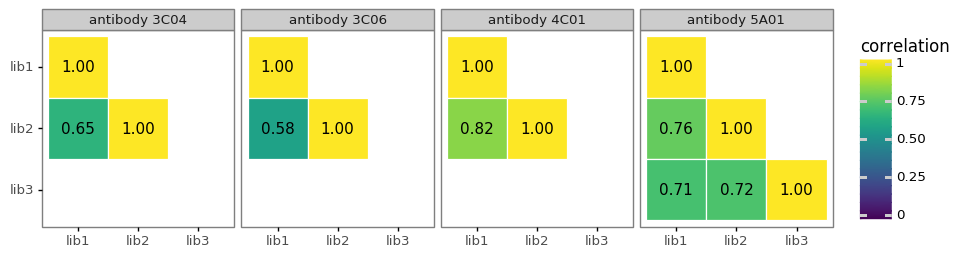 antibody 3C04 antibody 3C06 antibody 4C01 antibody 5A01
correlation
lib1 1.00 1.00 1.00 1.00
1
0.75
lib2 0.65 1.00 0.58 1.00 0.82 1.00 0.76 1.00
0.50
0.25
lib3 0.71 0.72 1.00
0
lib1 lib2 lib3 lib1 lib2 lib3 lib1 lib2 lib3 lib1 lib2 lib3